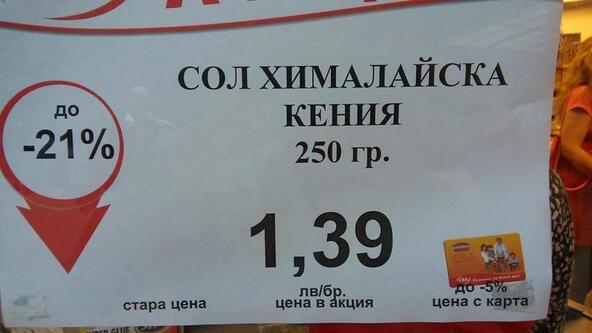 до
-21%
СОЛ ХИМАЛАЙСКА
КЕНИЯ
250 гр.
1,39
лв/бр.
стара цена
цена в акция
до -5%
цена с карта